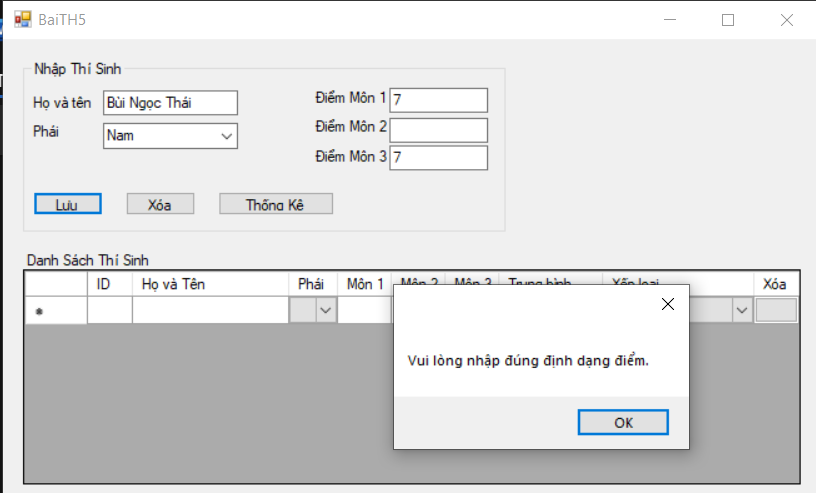 BaiTH5
Nhập Thí Sinh
Họ và tên Bùi Ngọc Thái
Điểm Môn 1 7
Phái Nam
Điểm Môn 2
Điểm Môn 3 7
Lưu Xóa Thống Kê
Danh Sách Thí Sinh
ID Họ và Tên Phái Môn 1 Môn 2 Môn 3 Trung bình Xếp loại Xóa
Vui lòng nhập đúng định dạng điểm.
OK